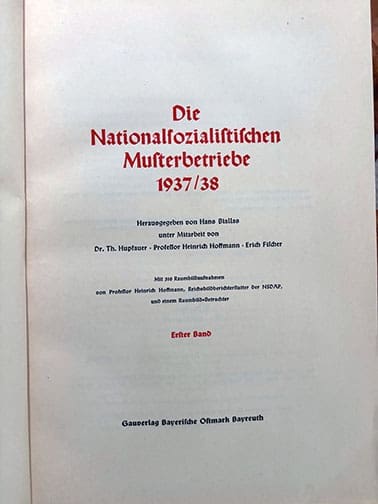 Die
Nationalſozialiſtiſchen
Muſterbetriebe
1937/38
Herausgegeben von Hans Biallas
unter Mitarbeit von
Dr. Th. Hupfauer · Profeſſor Heinrich Hoffmann · Erich Fiſcher
Mit 310 Raumbildaufnahmen
von Profeſſor Heinrich Hoffmann, Reichsbildberichterſtatter der NSDAP,
und einem Raumbild-Betrachter
Erſter Band
Gauverlag Bayeriſche Oſtmark Bayreuth